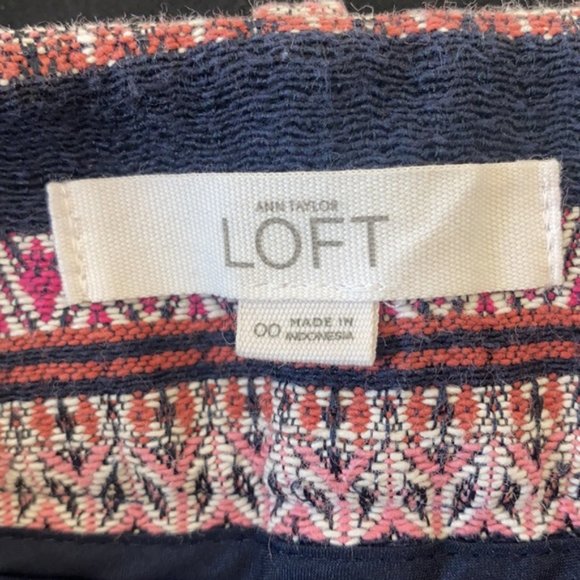 ANN TAYLOR
LOFT
00 MADE IN
INDONESIA